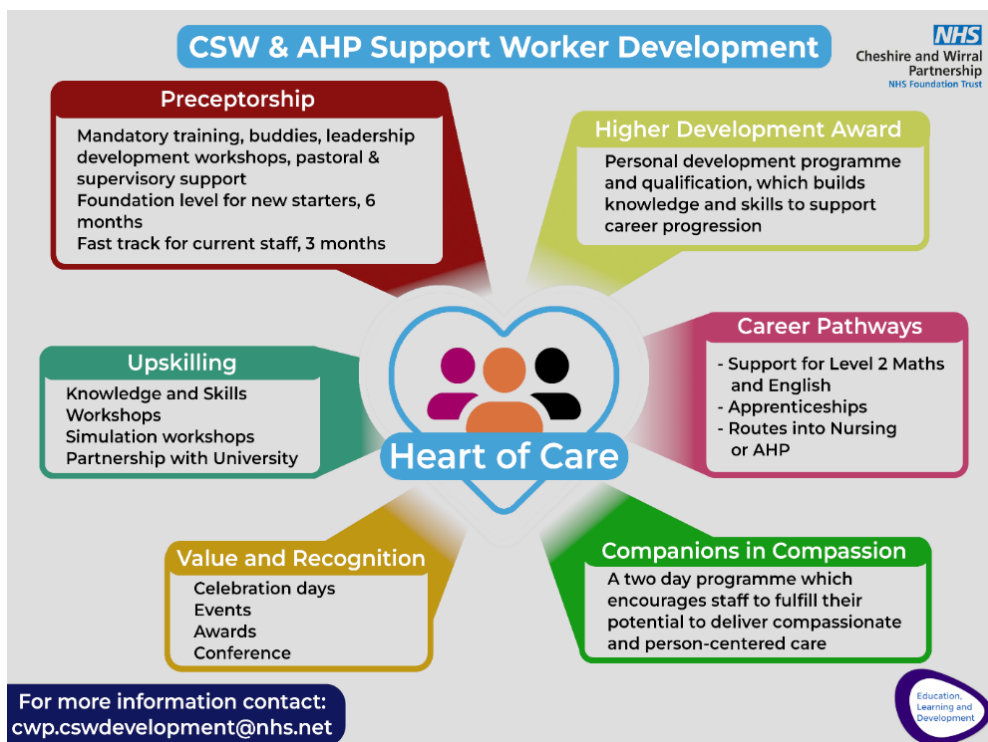 CSW & AHP Support Worker Development
NHS
Cheshire and Wirral
Partnership
NHS Foundation Trust
Preceptorship
Mandatory training, buddies, leadership
development workshops, pastoral &
supervisory support
Foundation level for new starters, 6
months
Fast track for current staff, 3 months
Higher Development Award
Personal development programme
and qualification, which builds
knowledge and skills to support
career progression
Upskilling
Knowledge and Skills
Workshops
Simulation workshops
Partnership with University
Career Pathways
- Support for Level 2 Maths
and English
- Apprenticeships
- Routes into Nursing
or AHP
Heart of Care
Value and Recognition
Celebration days
Events
Awards
Conference
Companions in Compassion
A two day programme which
encourages staff to fulfill their
potential to deliver compassionate
and person-centered care
For more information contact:
cwp.cswdevelopment@nhs.net
Education,
Learning and
Development